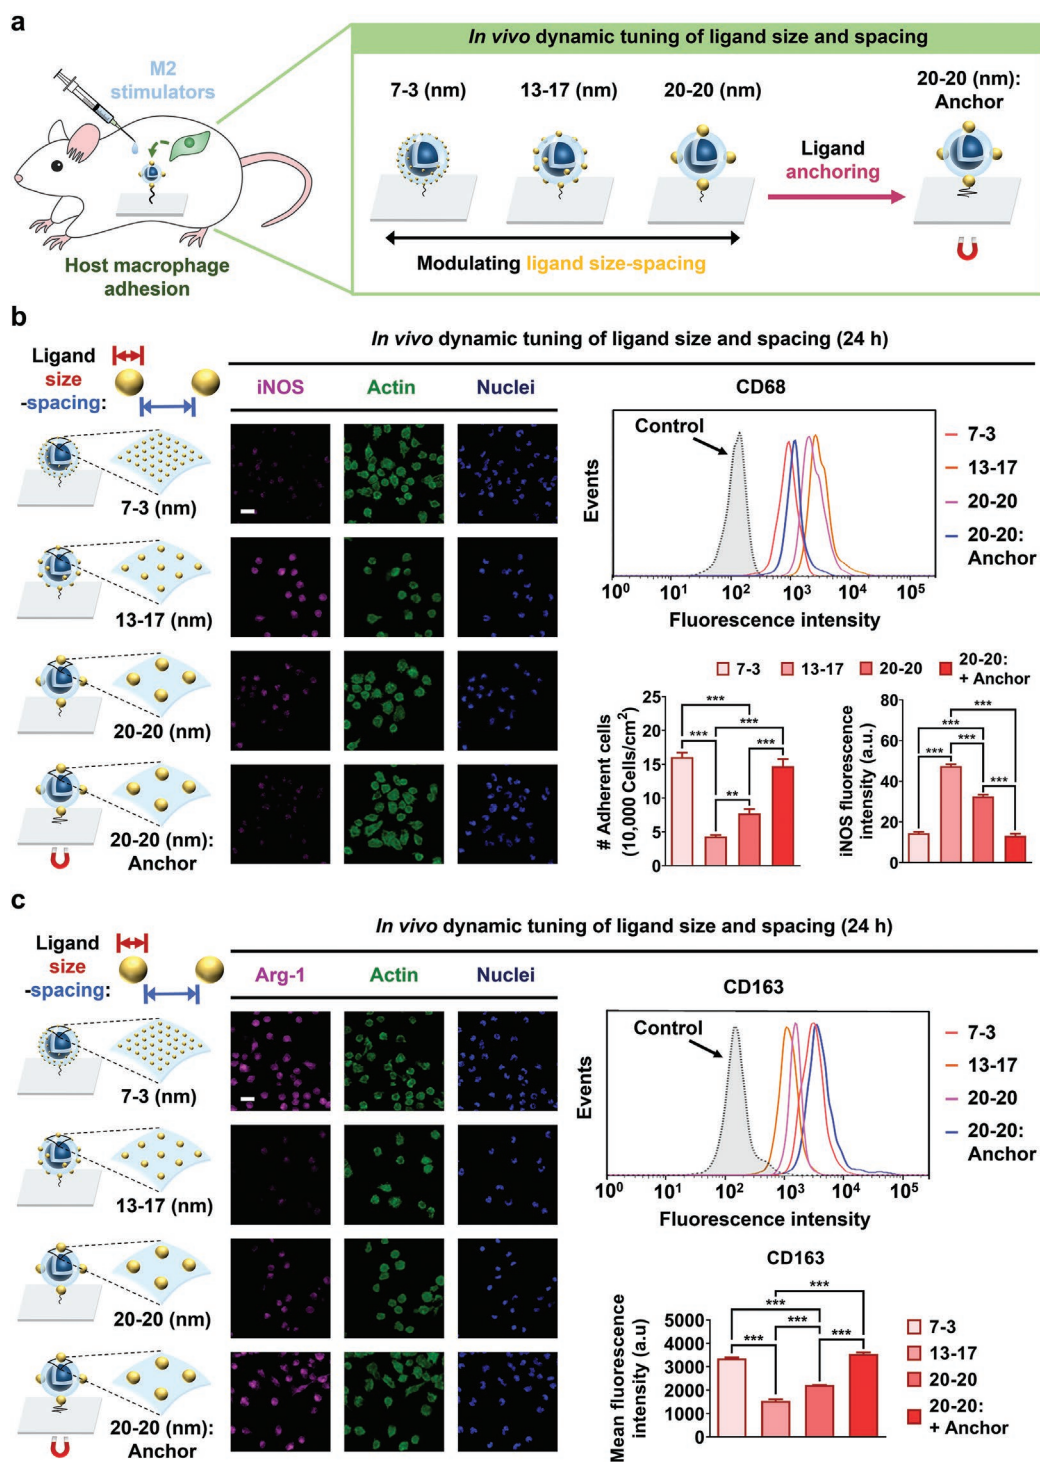 a
In vivo dynamic tuning of ligand size and spacing
M2
stimulators
Host macrophage
adhesion
7-3 (nm)
13-17 (nm)
20-20 (nm)
20-20 (nm):
Anchor
Ligand
anchoring
Modulating ligand size-spacing
b
In vivo dynamic tuning of ligand size and spacing (24 h)
Ligand
size
-spacing:
iNOS
Actin
Nuclei
7-3 (nm)
13-17 (nm)
20-20 (nm)
20-20 (nm):
Anchor
CD68
Control
Events
10⁰ 10¹ 10² 10³ 10⁴ 10⁵
Fluorescence intensity
7-3
13-17
20-20
20-20:
Anchor
7-3
13-17
20-20
20-20:
+ Anchor
# Adherent cells
(10,000 Cells/cm²)
25
20
15
10
5
0
***
***
***
***
**
iNOS fluorescence
intensity (a.u.)
80
60
40
20
0
***
***
***
***
***
c
In vivo dynamic tuning of ligand size and spacing (24 h)
Ligand
size
-spacing:
Arg-1
Actin
Nuclei
7-3 (nm)
13-17 (nm)
20-20 (nm)
20-20 (nm):
Anchor
CD163
Control
Events
10⁰ 10¹ 10² 10³ 10⁴ 10⁵
Fluorescence intensity
7-3
13-17
20-20
20-20:
Anchor
CD163
Mean fluorescence
intensity (a.u)
5000
4000
3000
2000
1000
0
***
***
***
***
***
7-3
13-17
20-20
20-20:
+ Anchor